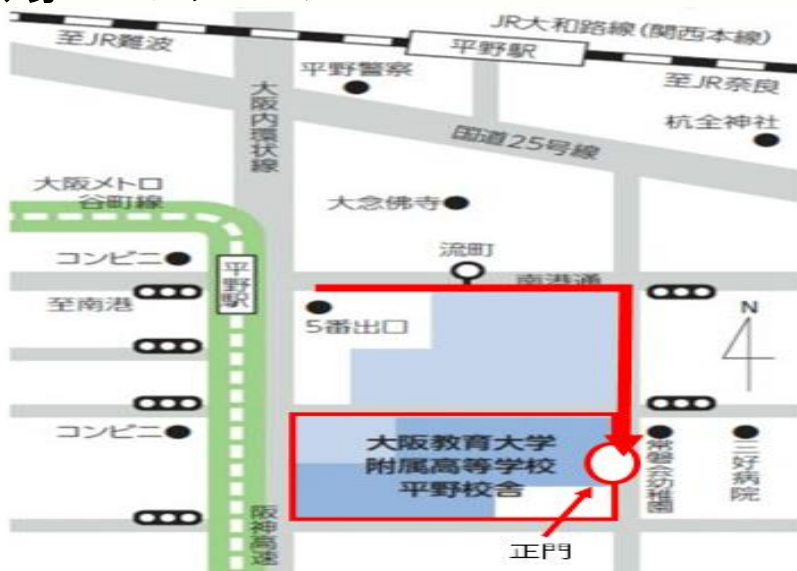 JR大和路線(関西本線)
至JR難波
平野駅
平野警察
至JR奈良
大阪内環状線
杭全神社
国道25号線
大阪メトロ
谷町線
大念佛寺
コンビニ
流町
平野駅
南港通
至南港
5番出口
N
コンビニ
大阪教育大学
附属高等学校
平野校舎
常磐会幼稚園
三好病院
阪神高速
正門